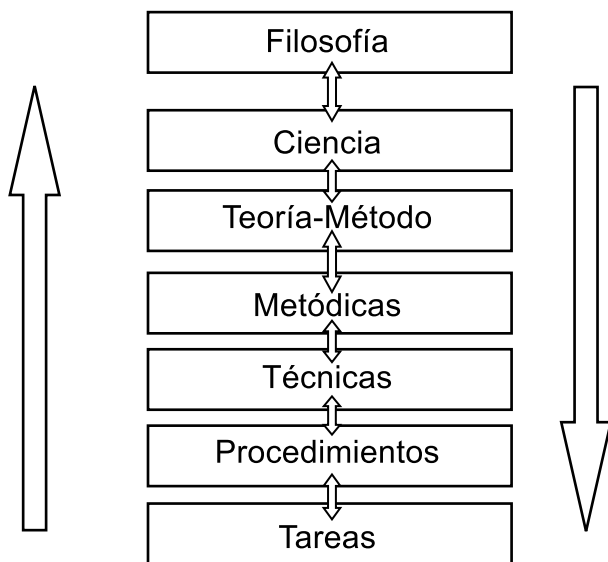 Filosofía
Ciencia
Teoría-Método
Metódicas
Técnicas
Procedimientos
Tareas